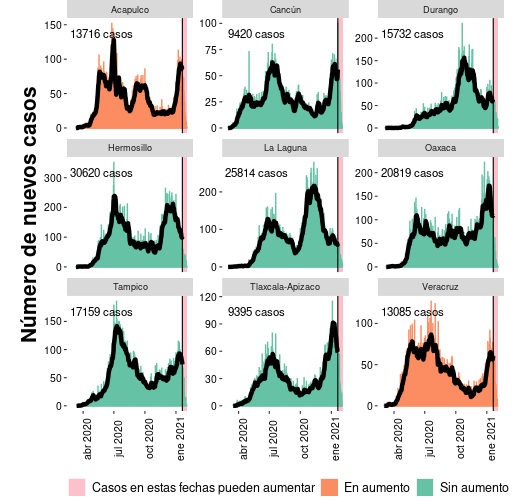 Número de nuevos casos
Acapulco
13716 casos
150
100
50
0
Cancún
9420 casos
100
75
50
25
0
Durango
15732 casos
200
150
100
50
0
Hermosillo
30620 casos
300
200
100
0
La Laguna
25814 casos
200
100
0
Oaxaca
20819 casos
200
150
100
50
0
Tampico
17159 casos
150
100
50
0
Tlaxcala-Apizaco
9395 casos
120
90
60
30
0
Veracruz
13085 casos
100
50
0
abr 2020
jul 2020
oct 2020
ene 2021
abr 2020
jul 2020
oct 2020
ene 2021
abr 2020
jul 2020
oct 2020
ene 2021
Casos en estas fechas pueden aumentar
En aumento
Sin aumento